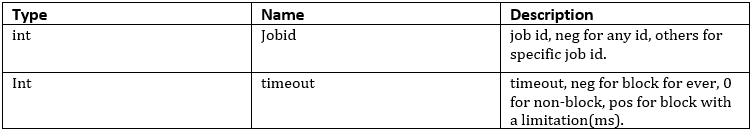 Type Name Description
int Jobid job id, neg for any id, others for
specific job id.
Int timeout timeout, neg for block for ever, 0
for non-block, pos for block with
a limitation(ms).